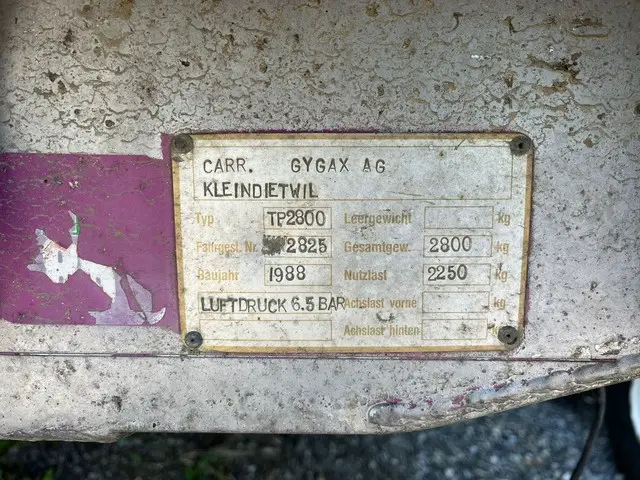 CARR. GYGAX AG
KLEINDIETWIL
Typ TP2800 Leergewicht kg
Fahrgest. Nr. 2825 Gesamtgew. 2800 kg
Baujahr 1988 Nutzlast 2250 kg
LUFTDRUCK 6.5 BAR Achslast vorne kg
Achslast hinten